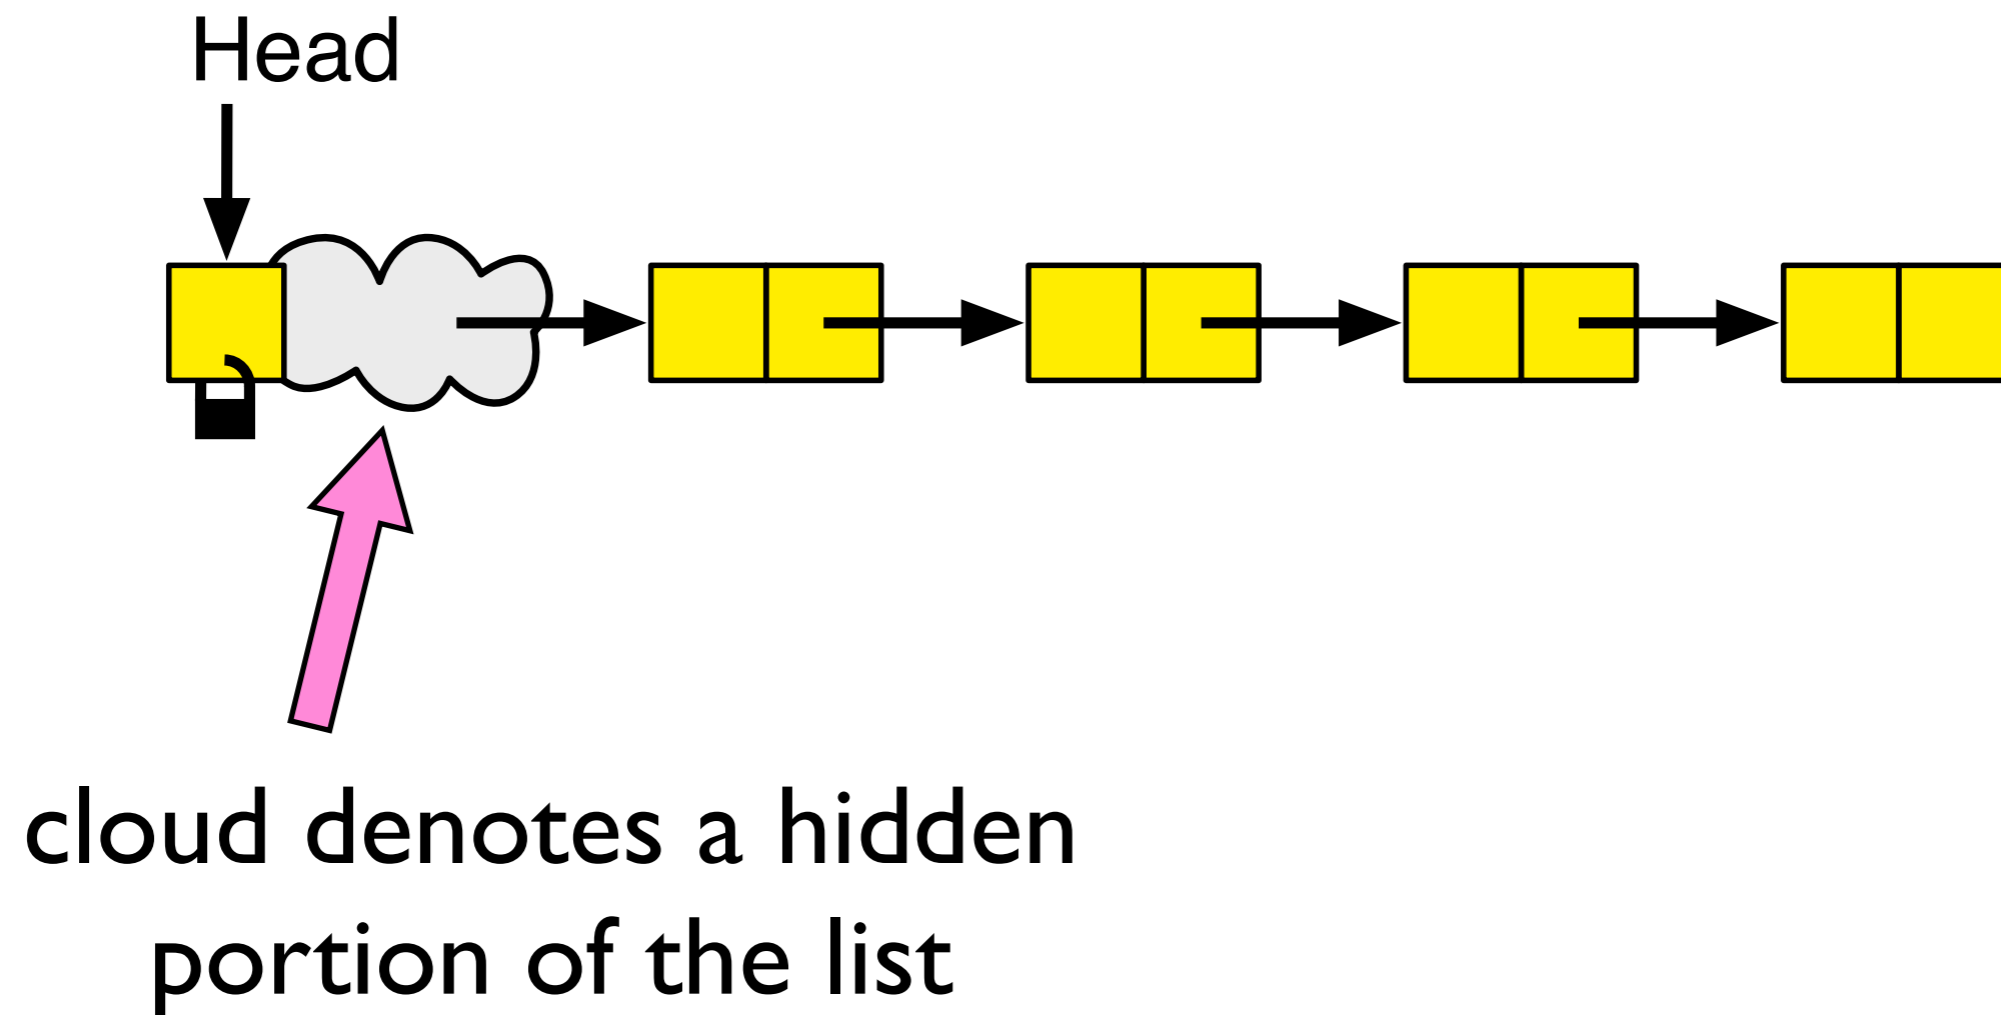 Head
cloud denotes a hidden
portion of the list